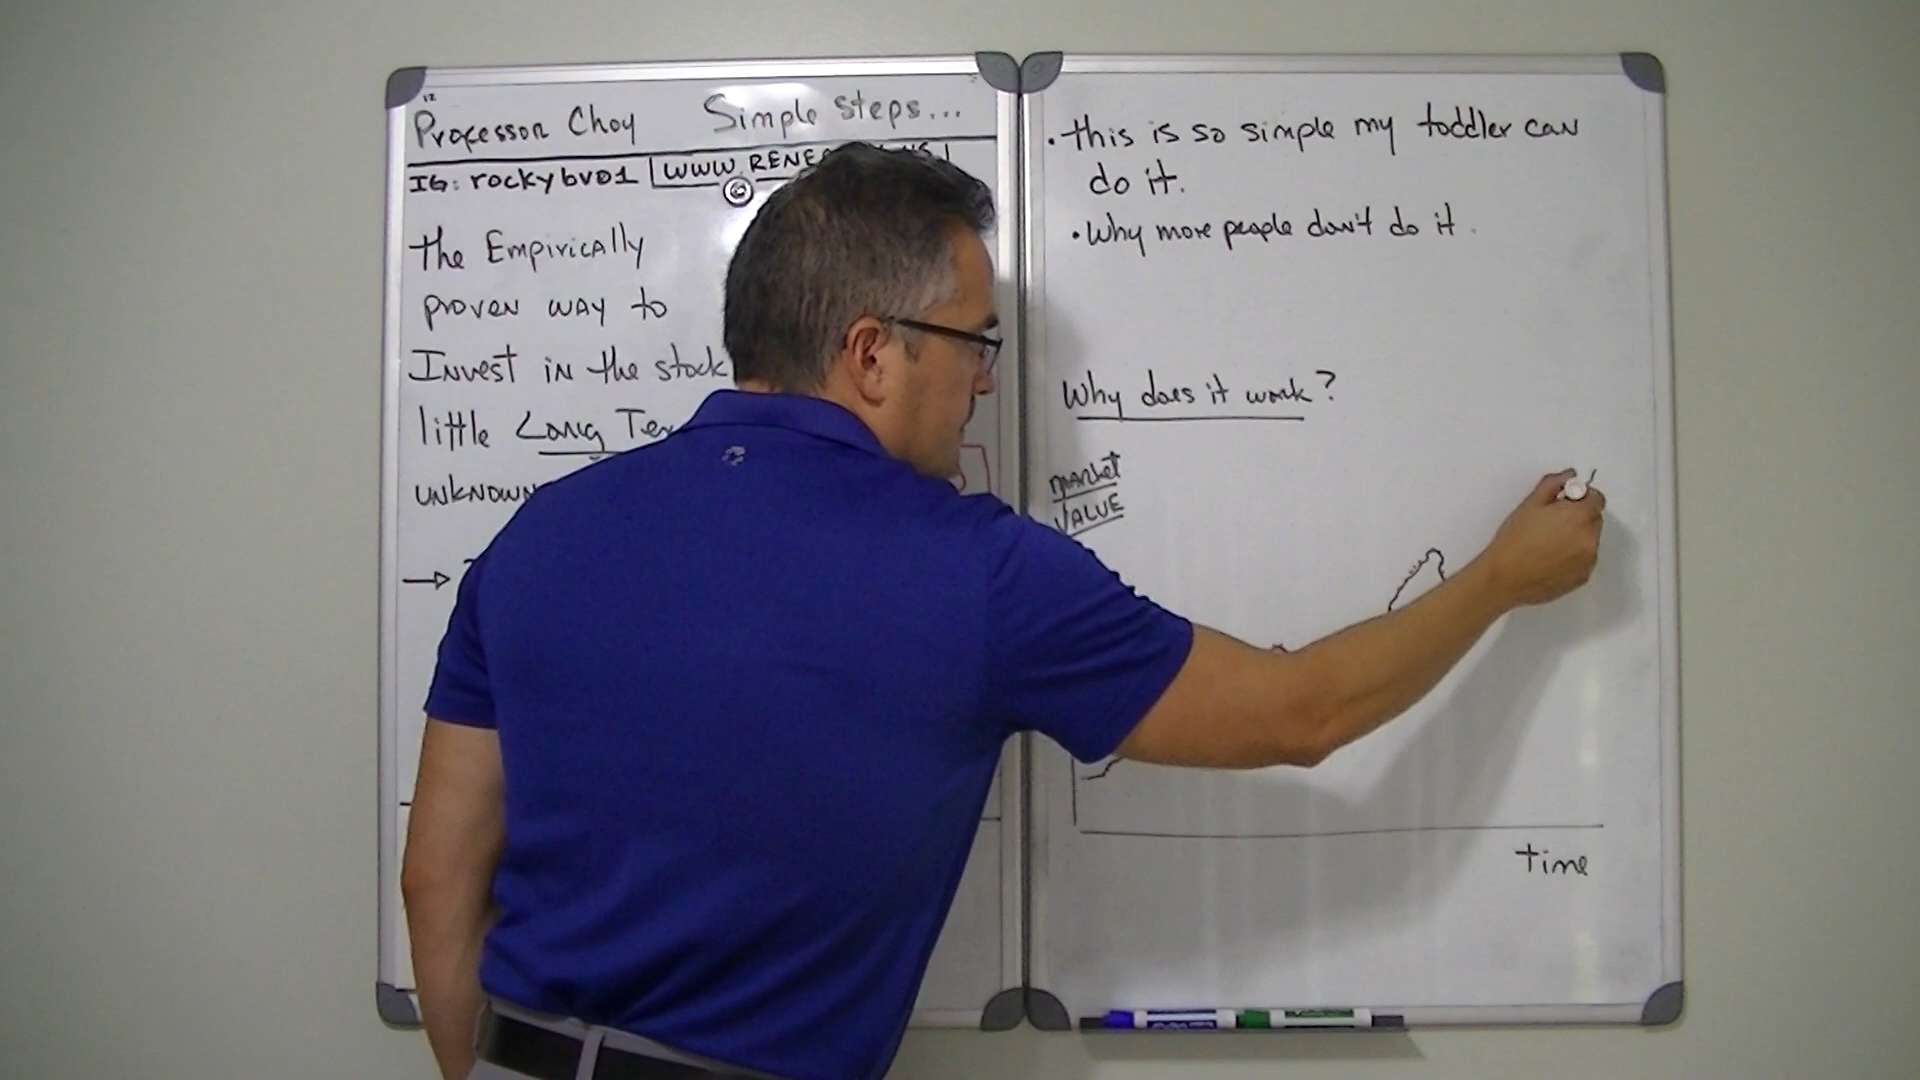 12
Professor Choy Simple Steps...
IG: rockybv01 WWW.
the Empirically
proven way to
Invest in the stock
little Long
unknown
• this is so simple my toddler can
do it.
• Why more people don't do it.
Why does it work?
market
value
time